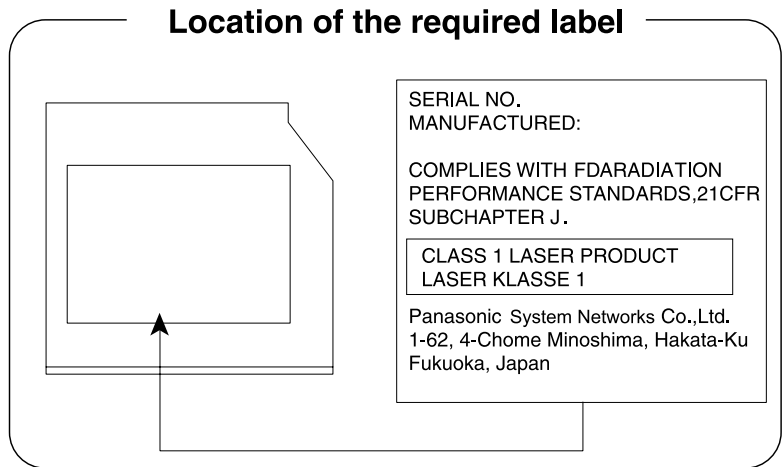 Location of the required label
SERIAL NO.
MANUFACTURED:
COMPLIES WITH FDARADIATION
PERFORMANCE STANDARDS,21CFR
SUBCHAPTER J.
CLASS 1 LASER PRODUCT
LASER KLASSE 1
Panasonic System Networks Co.,Ltd.
1-62, 4-Chome Minoshima, Hakata-Ku
Fukuoka, Japan